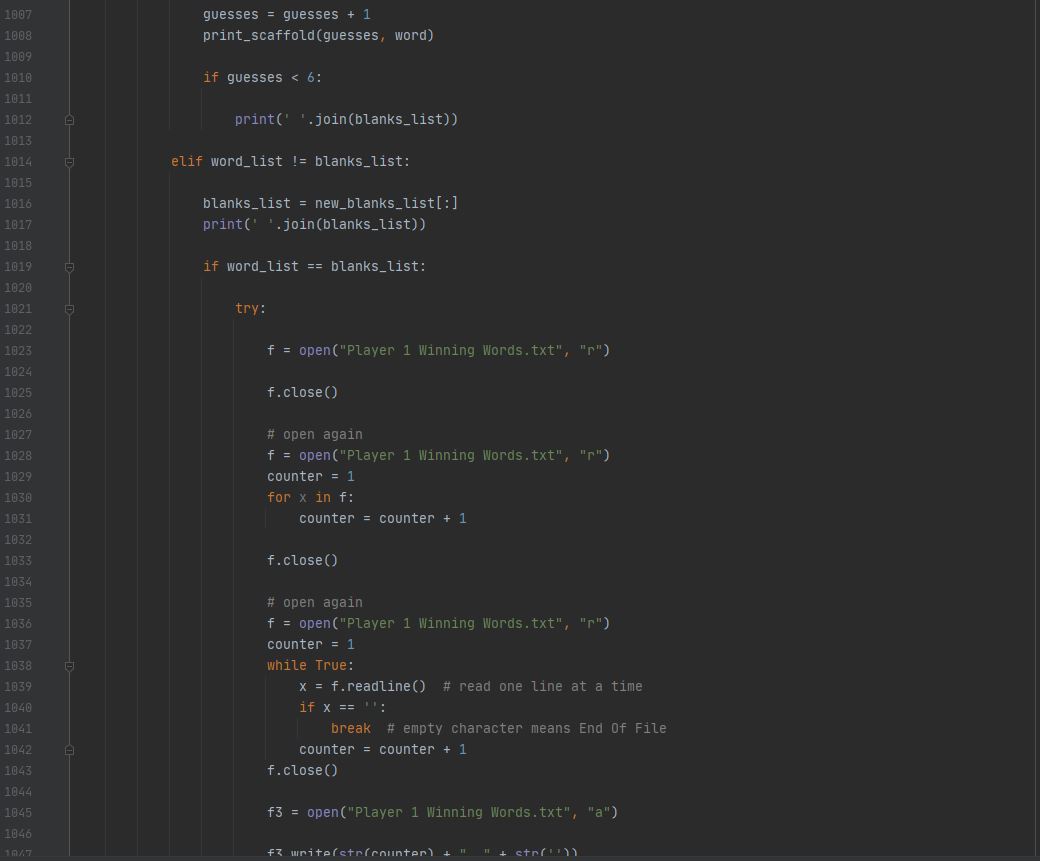 1007 guesses = guesses + 1
1008 print_scaffold(guesses, word)
1009
1010 if guesses < 6:
1011
1012 print(' '.join(blanks_list))
1013
1014 elif word_list != blanks_list:
1015
1016 blanks_list = new_blanks_list[:]
1017 print(' '.join(blanks_list))
1018
1019 if word_list == blanks_list:
1020
1021 try:
1022
1023 f = open("Player 1 Winning Words.txt", "r")
1024
1025 f.close()
1026
1027 # open again
1028 f = open("Player 1 Winning Words.txt", "r")
1029 counter = 1
1030 for x in f:
1031 counter = counter + 1
1032
1033 f.close()
1034
1035 # open again
1036 f = open("Player 1 Winning Words.txt", "r")
1037 counter = 1
1038 while True:
1039 x = f.readline()  # read one line at a time
1040 if x == '':
1041 break  # empty character means End Of File
1042 counter = counter + 1
1043 f.close()
1044
1045 f3 = open("Player 1 Winning Words.txt", "a")
1046
1047 f3.write(str(counter) + ". " + str(''))